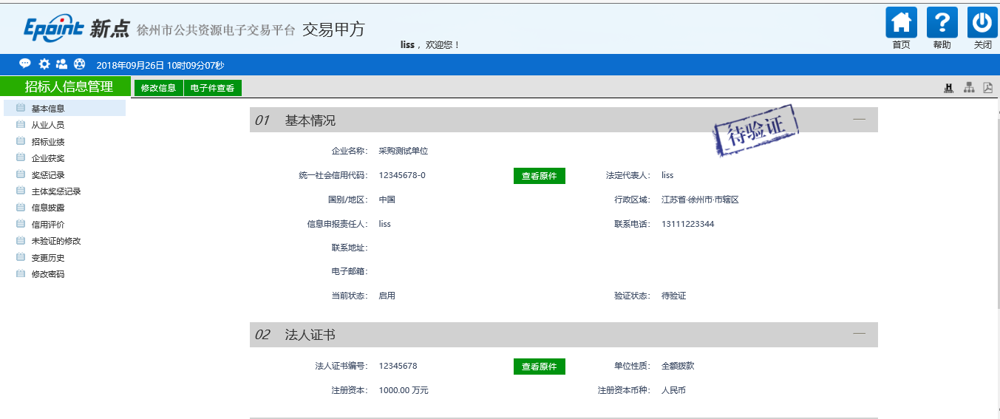 Epoint 新点 徐州市公共资源电子交易平台 交易甲方
liss ，欢迎您！
首页 帮助 关闭
2018年09月26日 10时09分07秒
招标人信息管理 修改信息 电子件查看
基本信息
从业人员
招标业绩
企业获奖
奖惩记录
主体奖惩记录
信息披露
信用评价
未验证的修改
变更历史
修改密码
01 基本情况
待验证
企业名称： 采购测试单位
统一社会信用代码： 12345678-0 查看原件 法定代表人： liss
国别/地区： 中国 行政区域： 江苏省·徐州市·市辖区
信息申报责任人： liss 联系电话： 13111223344
联系地址：
电子邮箱：
当前状态： 启用 验证状态： 待验证
02 法人证书
法人证书编号： 12345678 查看原件 单位性质： 全额拨款
注册资本： 1000.00 万元 注册资本币种： 人民币